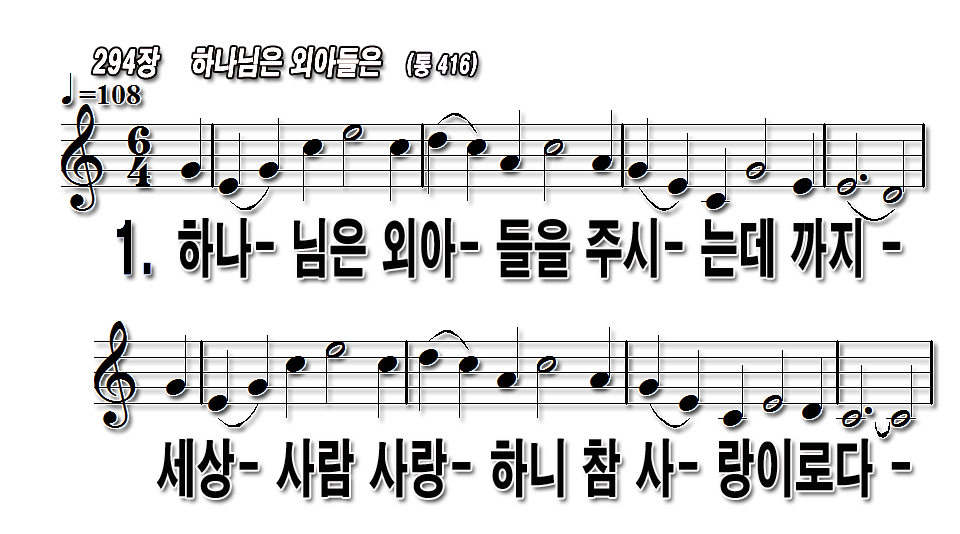 294장 하나님은 외아들은 (통 416)
♩=108
6
4
1. 하나- 님은 외아- 들을 주시- 는데 까지 -
세상- 사람 사랑- 하니 참 사- 랑이로다 -